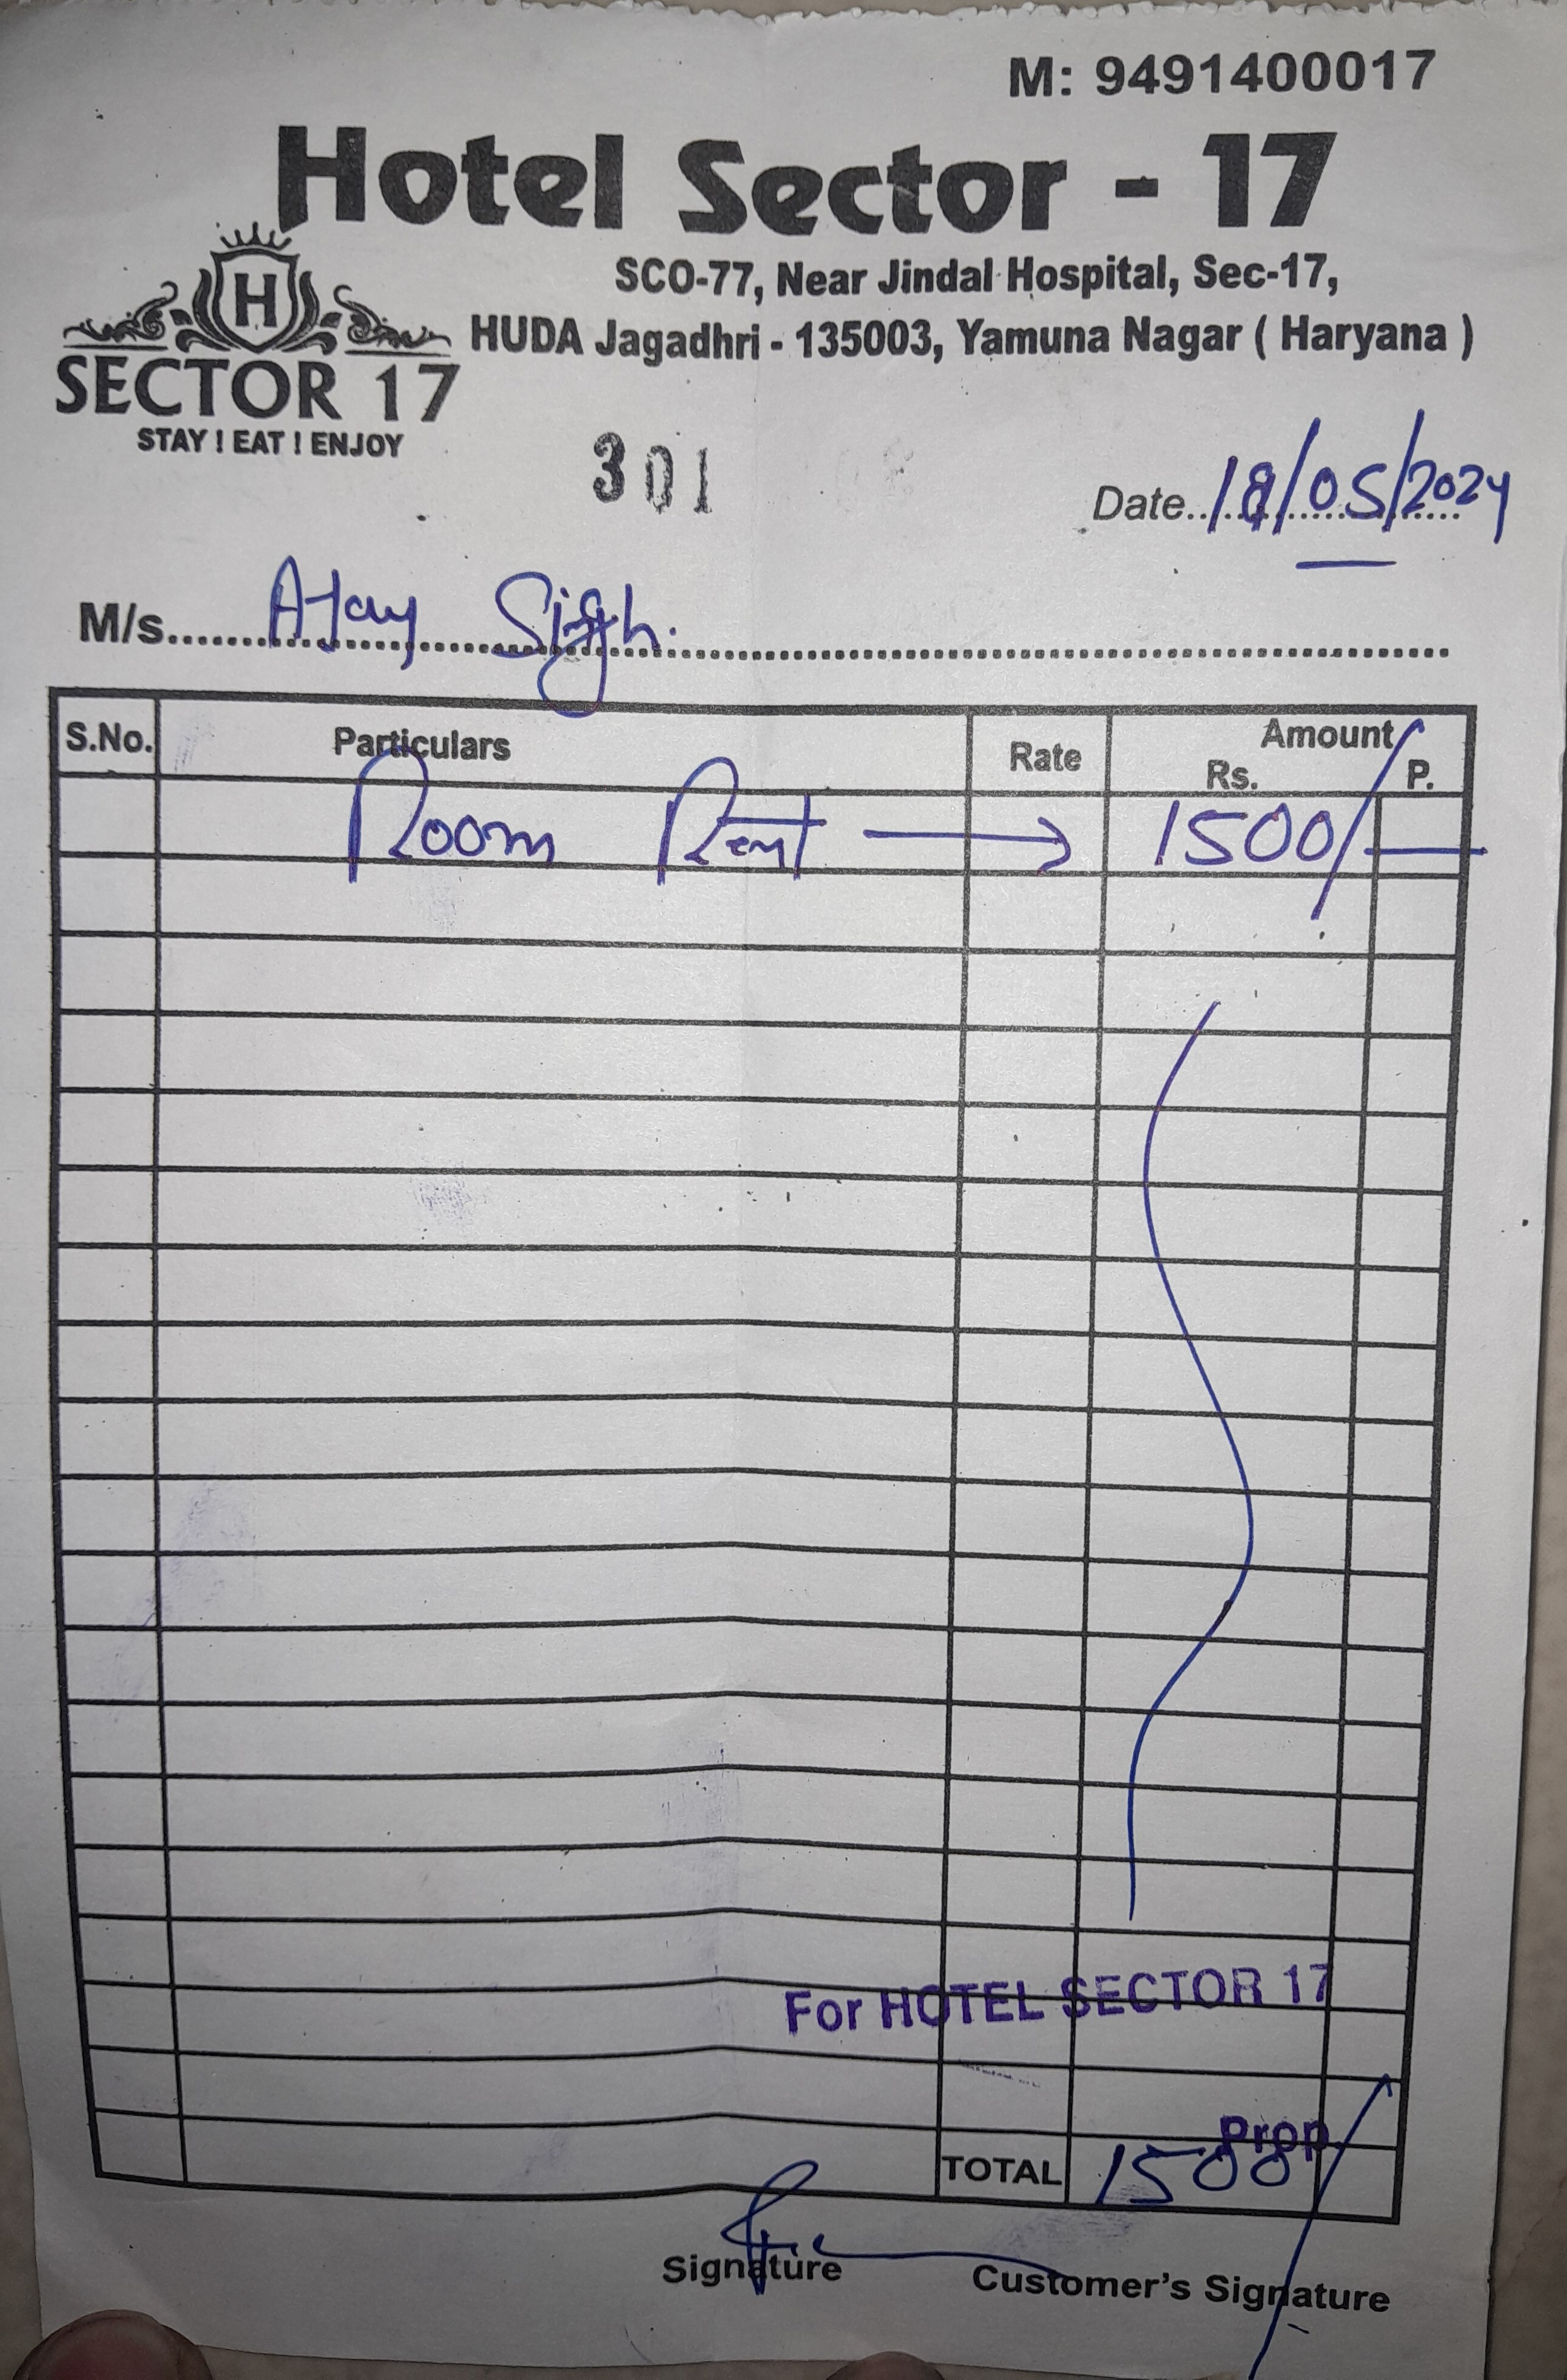 M: 9491400017
Hotel Sector - 17
SCO-77, Near Jindal Hospital, Sec-17,
HUDA Jagadhri - 135003, Yamuna Nagar ( Haryana )
H
SECTOR 17
STAY ! EAT ! ENJOY
301
Date 18/05/2024
M/s Ajay Singh.
S.No. Particulars Rate Amount Rs. P.
Room Rent → 1500/-
For HOTEL SECTOR 17
Prop.
TOTAL 1500/
Signature Customer's Signature